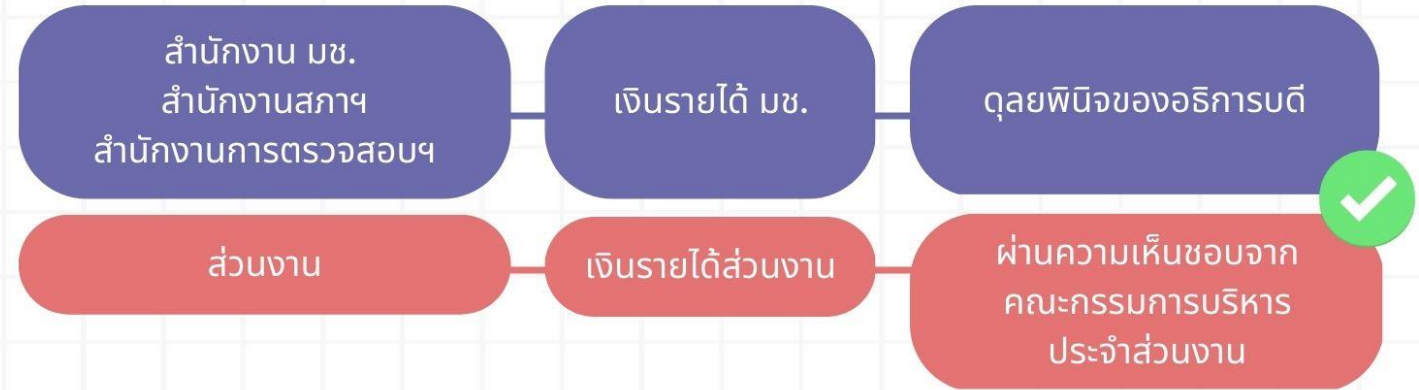 สำนักงาน มช.
สำนักงานสภาฯ
สำนักงานการตรวจสอบฯ
เงินรายได้ มช.
ดุลยพินิจของอธิการบดี
ส่วนงาน
เงินรายได้ส่วนงาน
ผ่านความเห็นชอบจาก
คณะกรรมการบริหาร
ประจำส่วนงาน